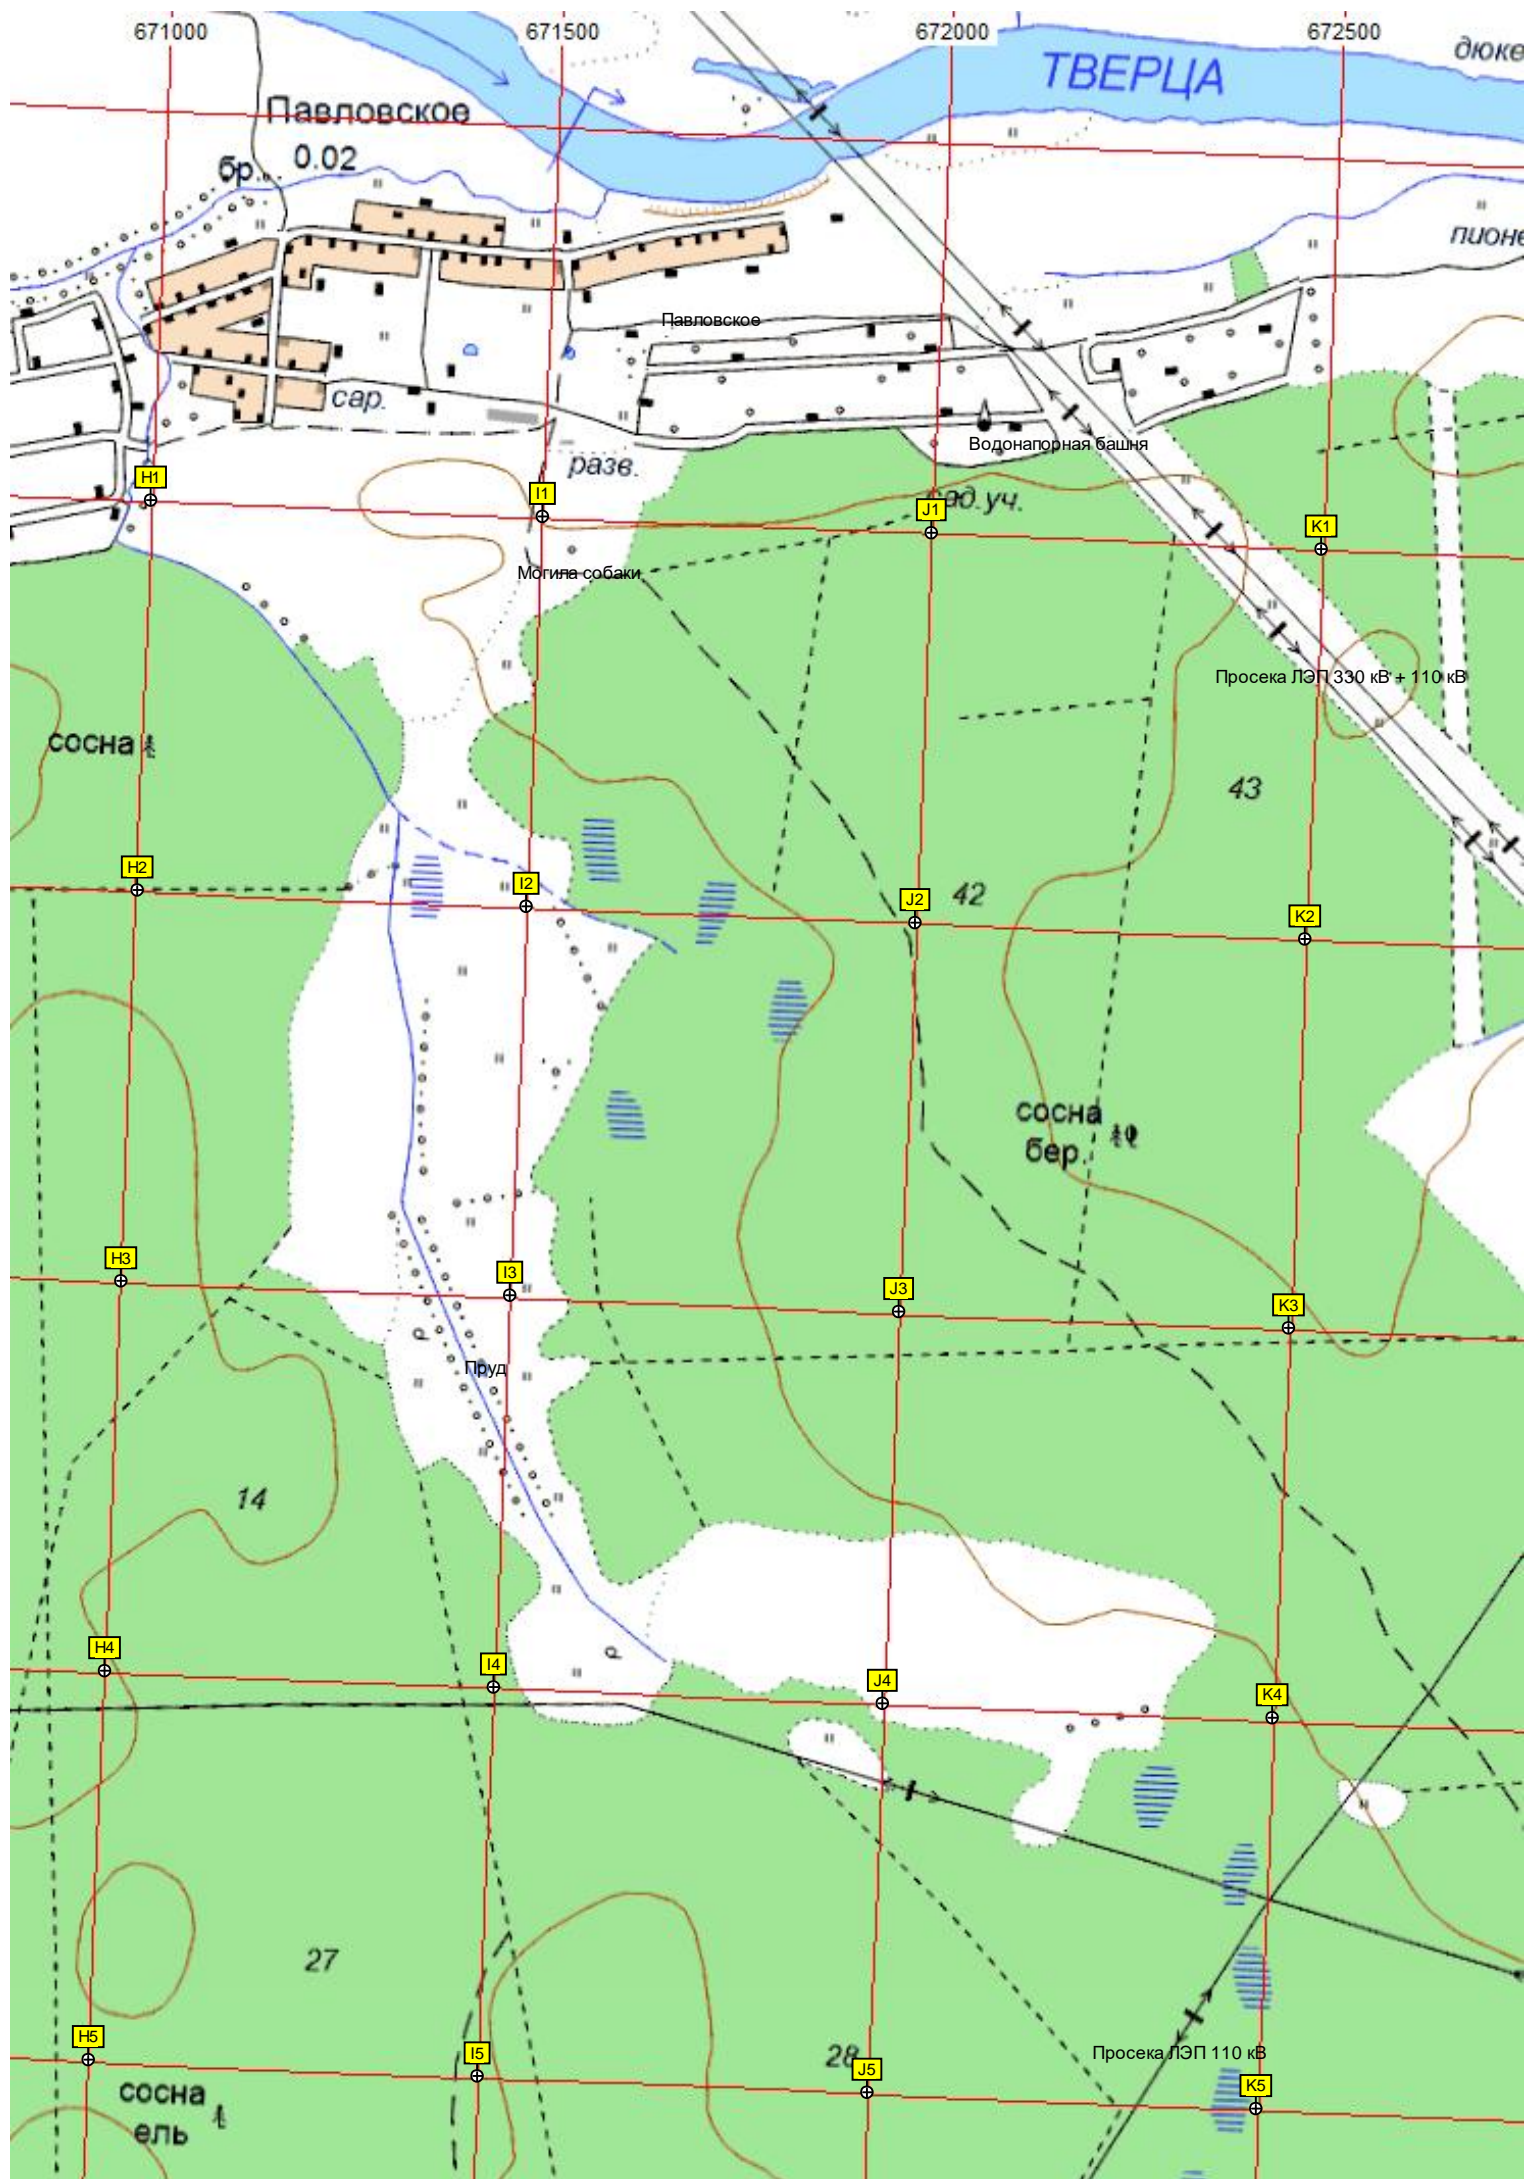 671000 671500 672000 672500
дюке
ТВЕРЦА
Павловское
0.02
бр.
пионе
Павловское
сар.
Водонапорная башня
разв.
H1
I1
J1
ад.уч.
K1
Могила собаки
Просека ЛЭП 330 кВ + 110 кВ
сосна
43
H2
I2
J2
42
K2
сосна
бер.
H3
I3
J3
K3
Пруд
14
H4
I4
J4
K4
27
H5
I5
28
J5
Просека ЛЭП 110 кВ
K5
сосна
ель